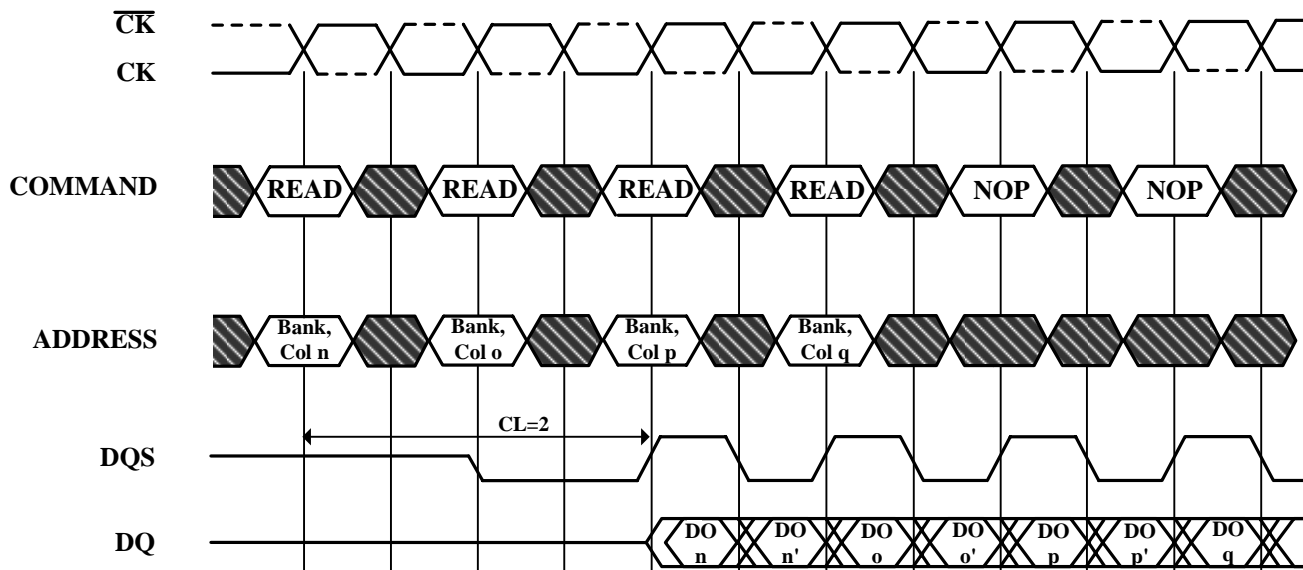 CK
CK
COMMAND READ READ READ READ NOP NOP
ADDRESS Bank, Col n Bank, Col o Bank, Col p Bank, Col q
CL=2
DQS
DQ DO n DO n' DO o DO o' DO p DO p' DO q